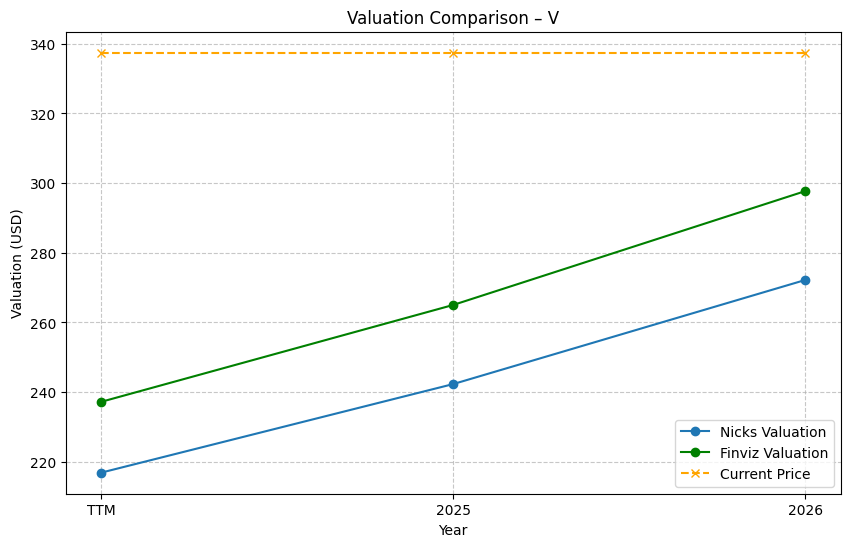 Valuation Comparison – V
Valuation (USD)
340
320
300
280
260
240
220
TTM
2025
2026
Year
Nicks Valuation
Finviz Valuation
Current Price